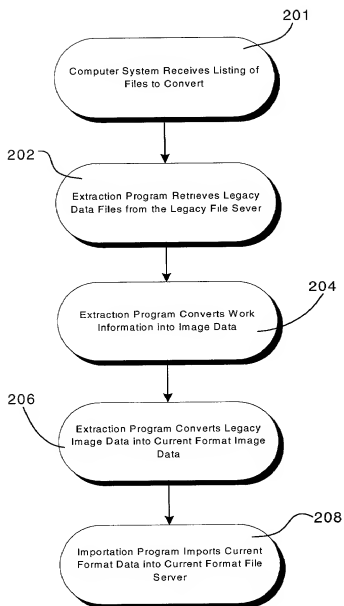 201
Computer System Receives Listing of
Files to Convert
202
Extraction Program Retrieves Legacy
Data Files from the Legacy File Sever
204
Extraction Program Converts Work
Information into Image Data
206
Extraction Program Converts Legacy
Image Data into Current Format Image
Data
208
Importation Program Imports Current
Format Data into Current Format File
Server